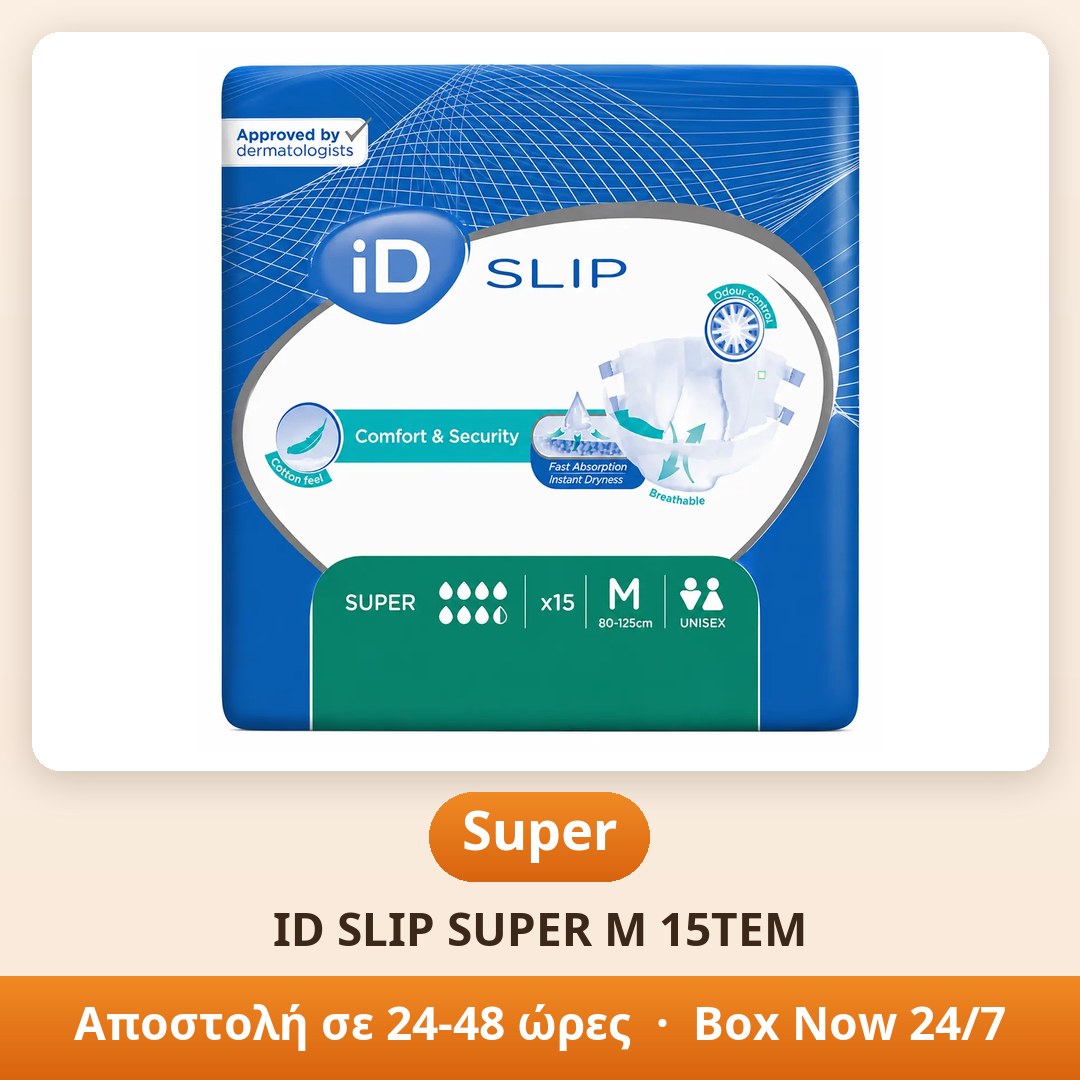 Approved by
dermatologists
iD SLIP
Odour control
Cotton feel
Comfort & Security
Fast Absorption
Instant Dryness
Breathable
SUPER x15 M UNISEX
80-125cm
Super
ID SLIP SUPER M 15TEM
Αποστολή σε 24-48 ώρες · Box Now 24/7